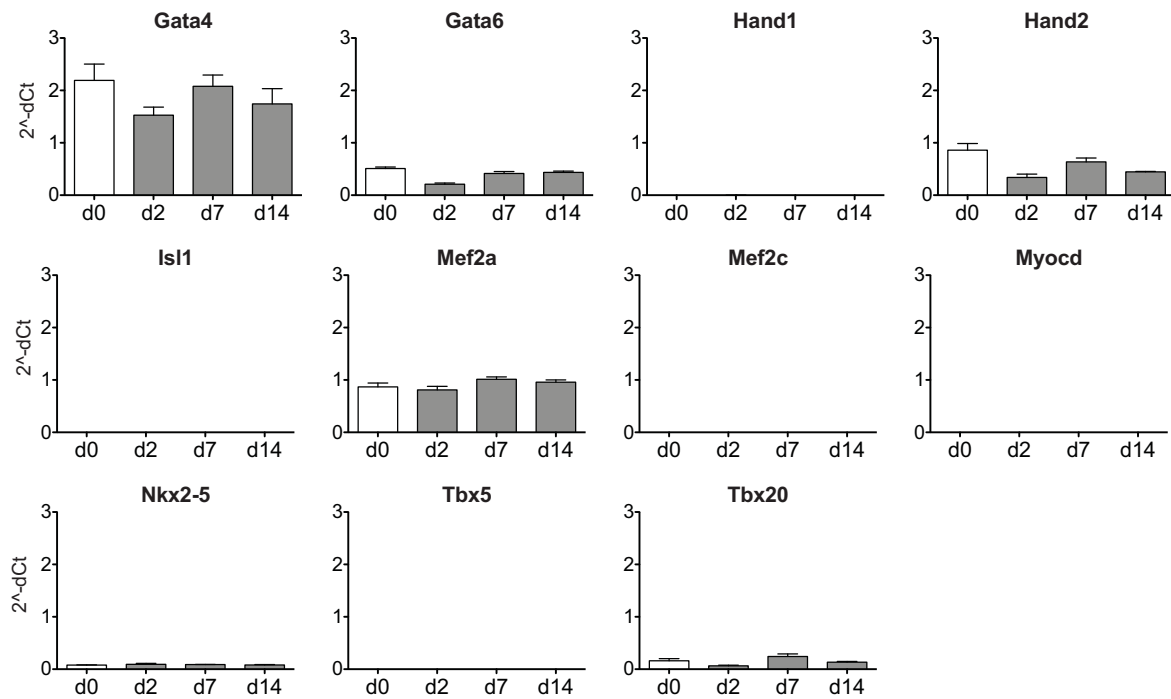 Gata4 Gata6 Hand1 Hand2
3 3 3 3
2 2 2 2
1 1 1 1
0 0 0 0
2^-dCt
d0 d2 d7 d14 d0 d2 d7 d14 d0 d2 d7 d14 d0 d2 d7 d14
Isl1 Mef2a Mef2c Myocd
3 3 3 3
2 2 2 2
1 1 1 1
0 0 0 0
2^-dCt
d0 d2 d7 d14 d0 d2 d7 d14 d0 d2 d7 d14 d0 d2 d7 d14
Nkx2-5 Tbx5 Tbx20
3 3 3
2 2 2
1 1 1
0 0 0
2^-dCt
d0 d2 d7 d14 d0 d2 d7 d14 d0 d2 d7 d14